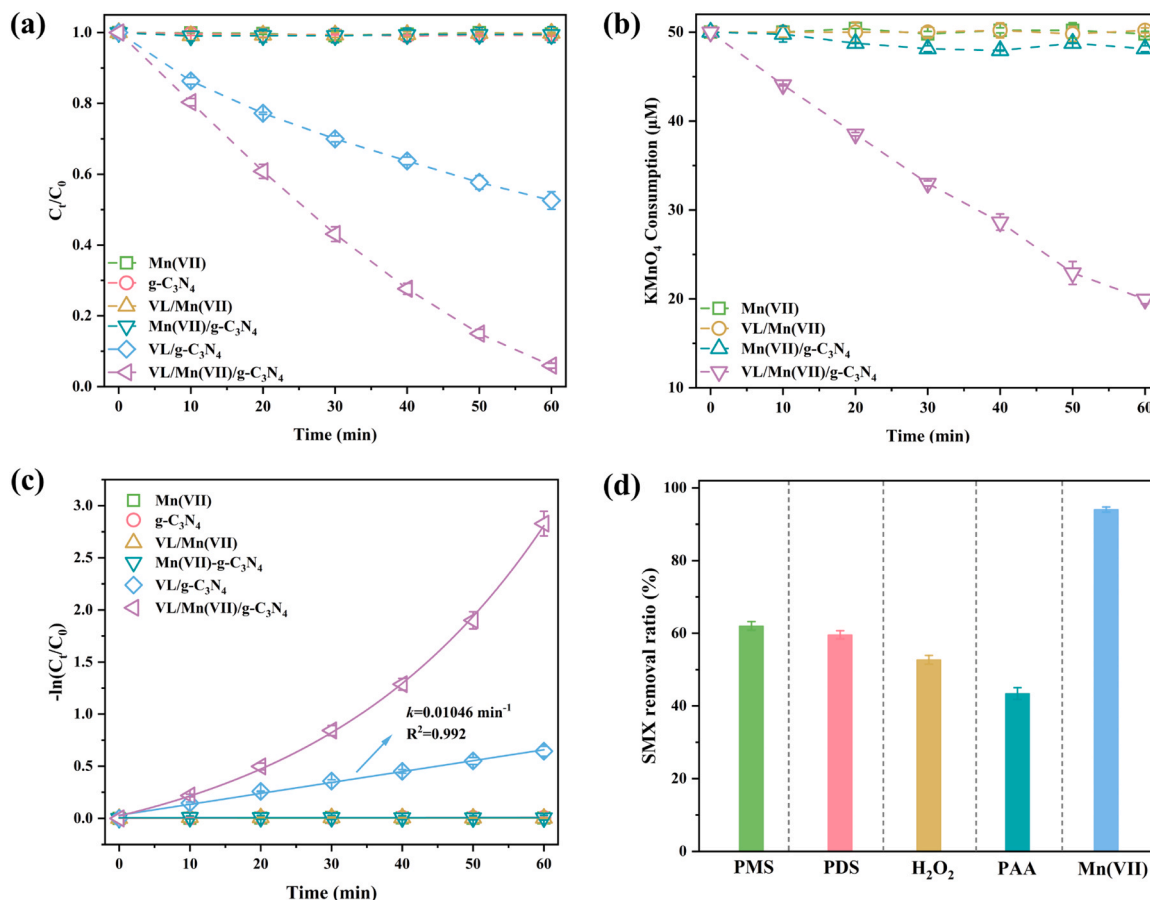 (a)
1.0
0.8
0.6
0.4
0.2
0.0
Cₜ/C₀
Mn(VII)
g-C₃N₄
VL/Mn(VII)
Mn(VII)/g-C₃N₄
VL/g-C₃N₄
VL/Mn(VII)/g-C₃N₄
0 10 20 30 40 50 60
Time (min)
(b)
50
40
30
20
10
KMnO₄ Consumption (μM)
Mn(VII)
VL/Mn(VII)
Mn(VII)/g-C₃N₄
VL/Mn(VII)/g-C₃N₄
0 10 20 30 40 50 60
Time (min)
(c)
3.0
2.5
2.0
1.5
1.0
0.5
0.0
-ln(Cₜ/C₀)
Mn(VII)
g-C₃N₄
VL/Mn(VII)
Mn(VII)-g-C₃N₄
VL/g-C₃N₄
VL/Mn(VII)/g-C₃N₄
k=0.01046 min⁻¹
R²=0.992
0 10 20 30 40 50 60
Time (min)
(d)
100
80
60
40
20
0
SMX removal ratio (%)
PMS PDS H₂O₂ PAA Mn(VII)